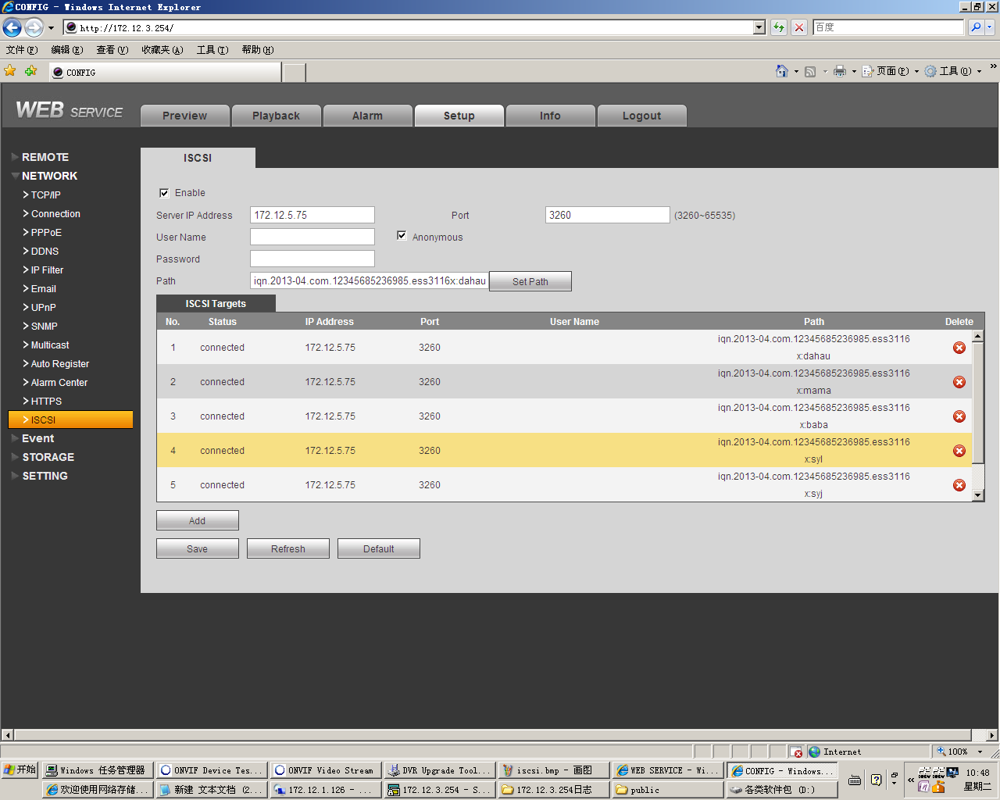 CONFIG - Windows Internet Explorer
http://172.12.3.254/
百度
文件(F) 编辑(E) 查看(V) 收藏夹(A) 工具(T) 帮助(H)
CONFIG
页面(P) 工具(O) »
WEB SERVICE
Preview Playback Alarm Setup Info Logout
REMOTE
NETWORK
TCP/IP
Connection
PPPoE
DDNS
IP Filter
Email
UPnP
SNMP
Multicast
Auto Register
Alarm Center
HTTPS
ISCSI
Event
STORAGE
SETTING
ISCSI
Enable
Server IP Address 172.12.5.75 Port 3260 (3260~65535)
User Name Anonymous
Password
Path iqn.2013-04.com.12345685236985.ess3116x:dahau Set Path
ISCSI Targets
No. Status IP Address Port User Name Path Delete
1 connected 172.12.5.75 3260 iqn.2013-04.com.12345685236985.ess3116
x:dahau
2 connected 172.12.5.75 3260 iqn.2013-04.com.12345685236985.ess3116
x:mama
3 connected 172.12.5.75 3260 iqn.2013-04.com.12345685236985.ess3116
x:baba
4 connected 172.12.5.75 3260 iqn.2013-04.com.12345685236985.ess3116
x:syl
5 connected 172.12.5.75 3260 iqn.2013-04.com.12345685236985.ess3116
x:syj
Add
Save Refresh Default
Internet 100%
开始 Windows 任务管理器 ONVIF Device Tes... ONVIF Video Stream DVR Upgrade Tool... iscsi.bmp - 画图 WEB SERVICE - Wi... CONFIG - Windows... 10:48
欢迎使用网络存储... 新建 文本文档 (2... 172.12.1.126 - ... 172.12.3.254 - S... 172.12.3.254日志 public 各类软件包 (D:) 星期二